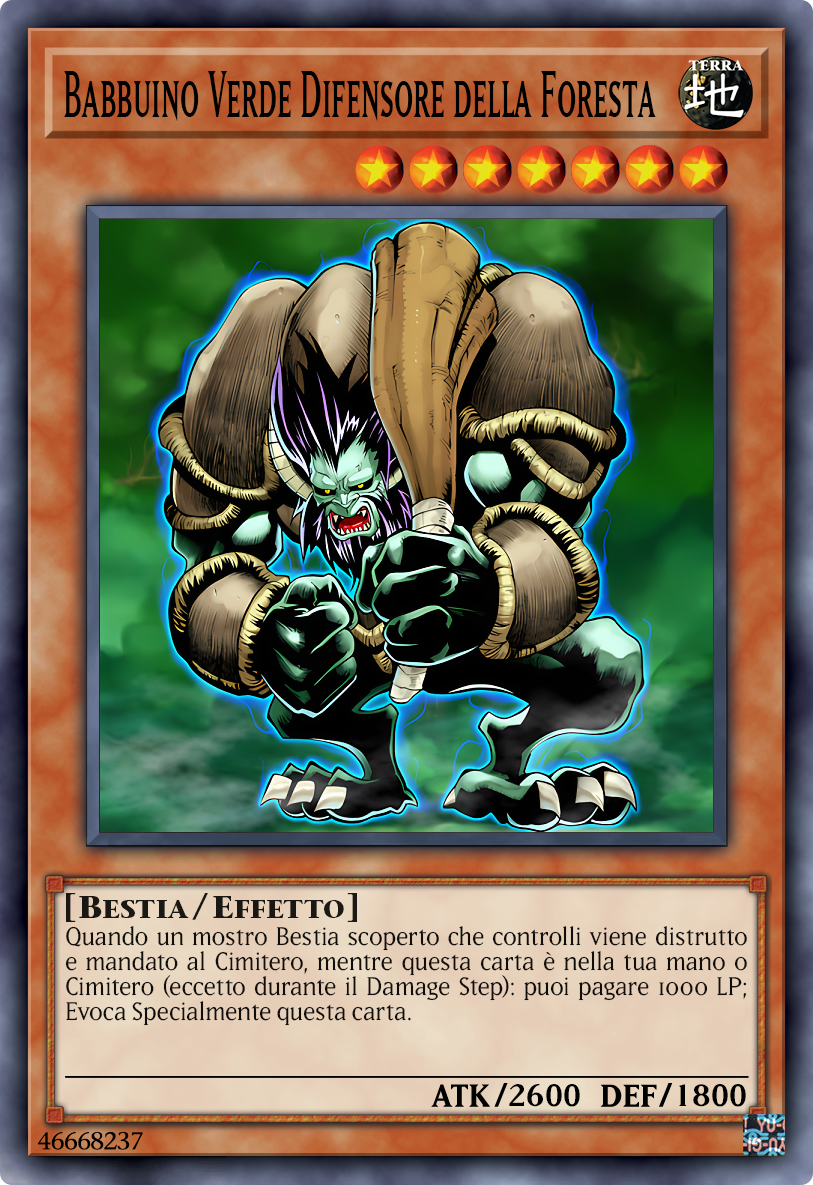 Babbuino Verde Difensore della Foresta
TERRA
地
[Bestia/Effetto]
Quando un mostro Bestia scoperto che controlli viene distrutto
e mandato al Cimitero, mentre questa carta è nella tua mano o
Cimitero (eccetto durante il Damage Step): puoi pagare 1000 LP;
Evoca Specialmente questa carta.
ATK/2600 DEF/1800
46668237